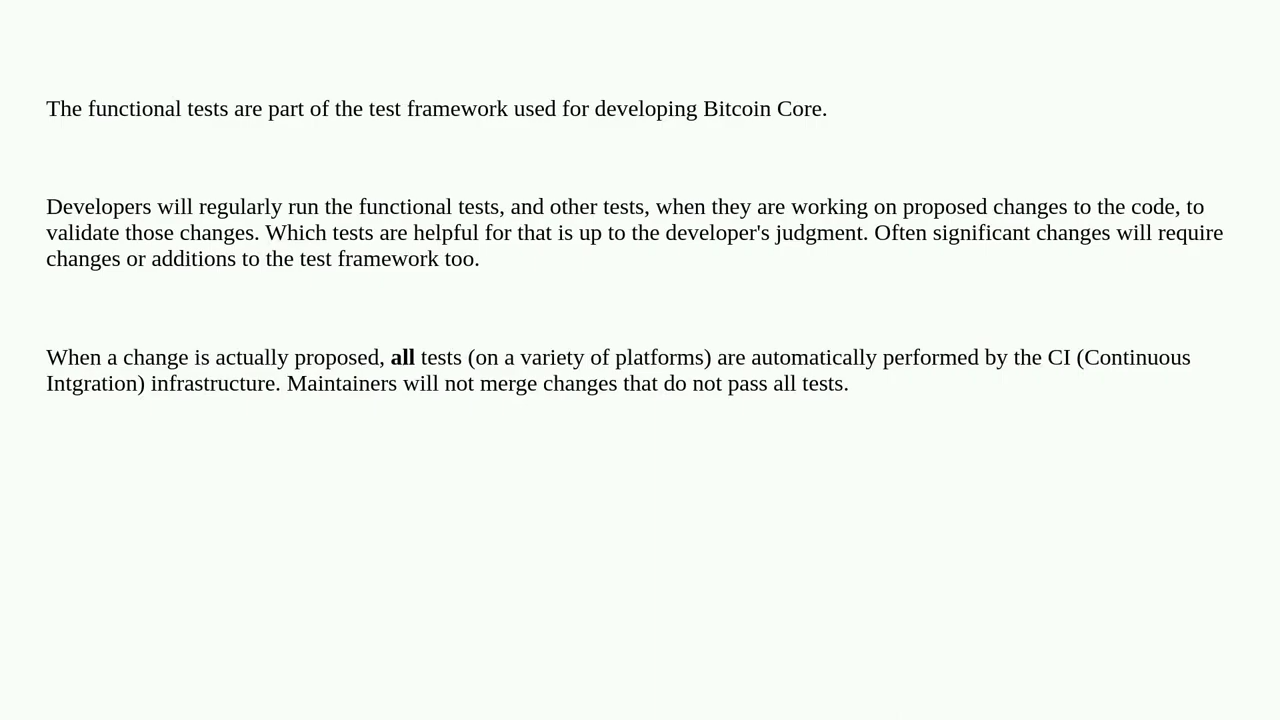 The functional tests are part of the test framework used for developing Bitcoin Core.
Developers will regularly run the functional tests, and other tests, when they are working on proposed changes to the code, to
validate those changes. Which tests are helpful for that is up to the developer's judgment. Often significant changes will require
changes or additions to the test framework too.
When a change is actually proposed, all tests (on a variety of platforms) are automatically performed by the CI (Continuous
Intgration) infrastructure. Maintainers will not merge changes that do not pass all tests.